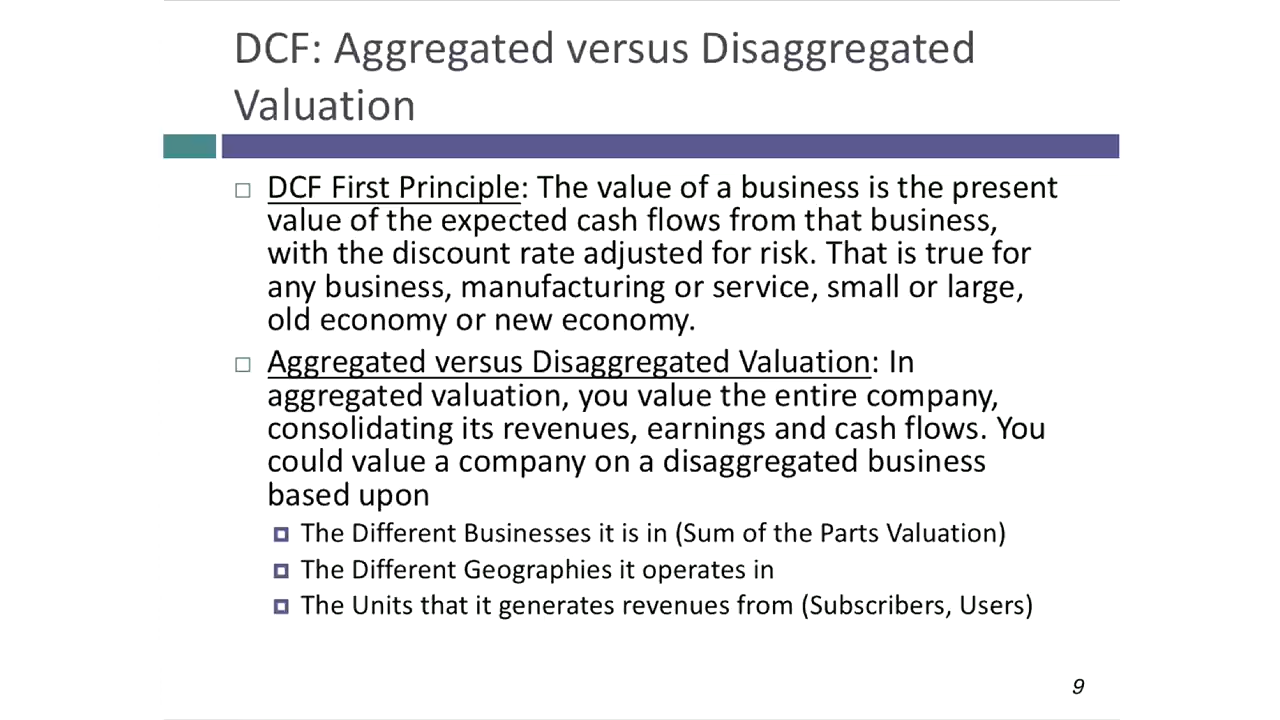 DCF: Aggregated versus Disaggregated
Valuation
DCF First Principle: The value of a business is the present
value of the expected cash flows from that business,
with the discount rate adjusted for risk. That is true for
any business, manufacturing or service, small or large,
old economy or new economy.
Aggregated versus Disaggregated Valuation: In
aggregated valuation, you value the entire company,
consolidating its revenues, earnings and cash flows. You
could value a company on a disaggregated business
based upon
The Different Businesses it is in (Sum of the Parts Valuation)
The Different Geographies it operates in
The Units that it generates revenues from (Subscribers, Users)
9